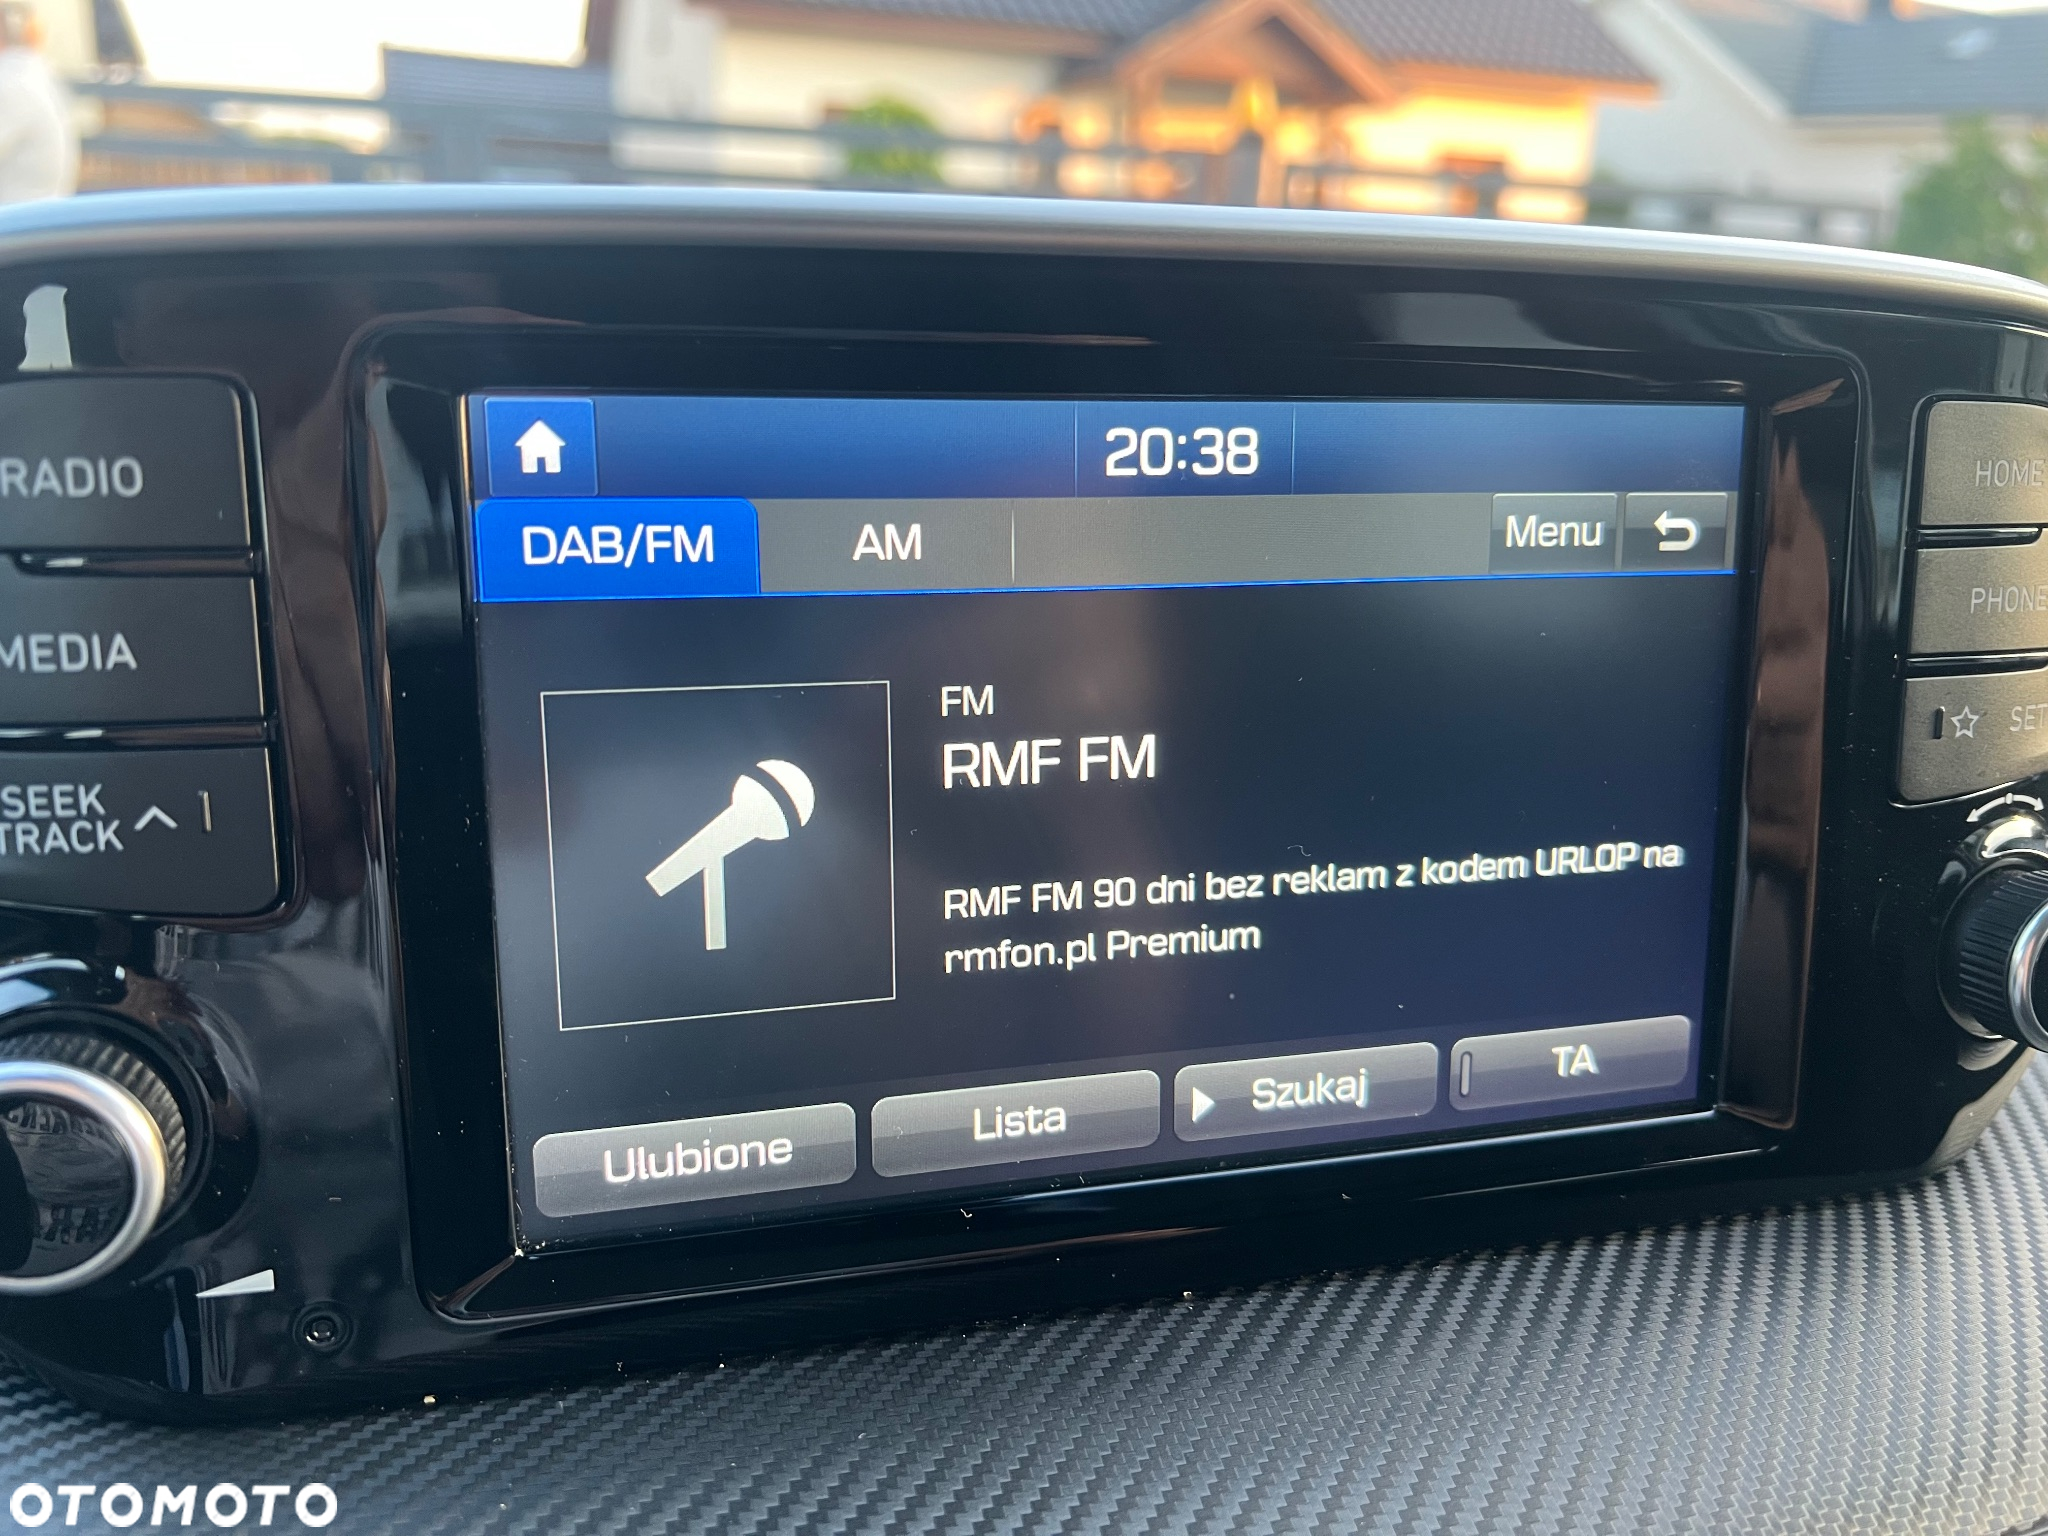 20:38
DAB/FM
AM
Menu
FM
RMF FM
RMF FM 90 dni bez reklam z kodem URLOP na
rmfon.pl Premium
Ulubione
Lista
Szukaj
TA
RADIO
MEDIA
SEEK
TRACK
HOME
PHONE
SET
OTOMOTO